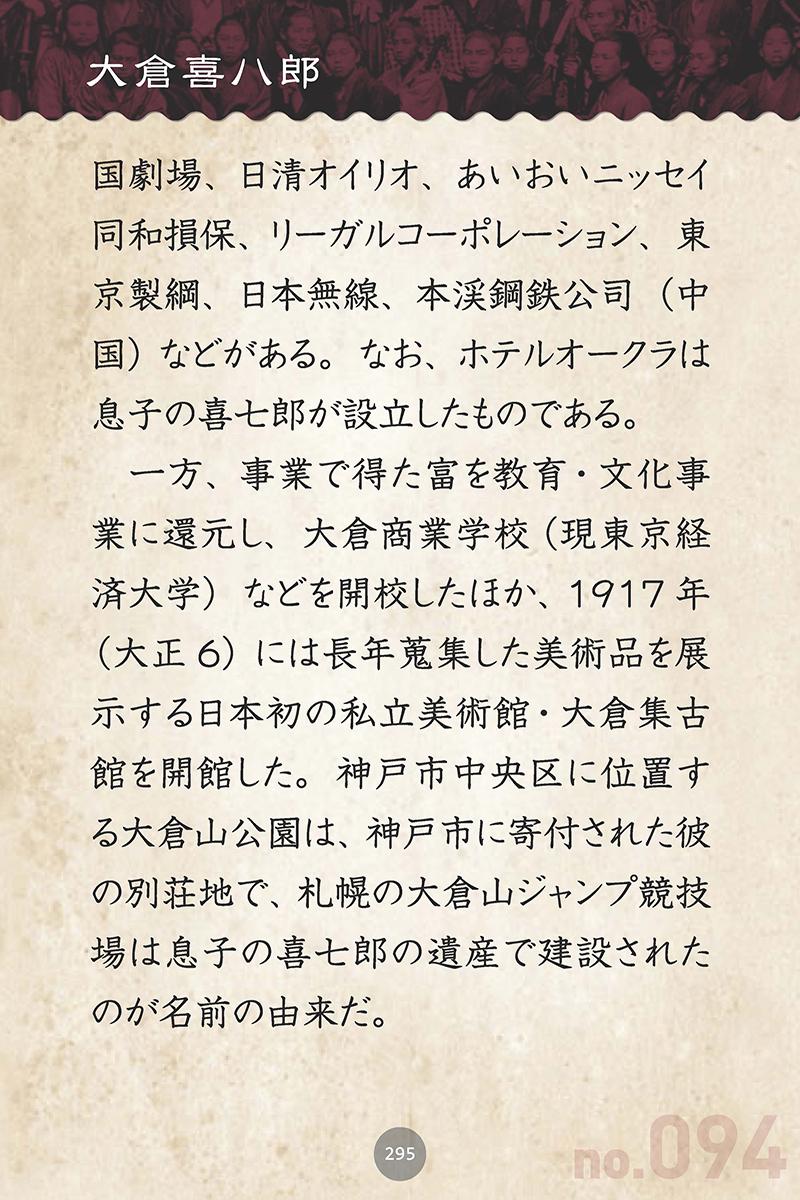 大倉喜八郎
国劇場、日清オイリオ、あいおいニッセイ
同和損保、リーガルコーポレーション、東
京製綱、日本無線、本渓鋼鉄公司（中
国）などがある。なお、ホテルオークラは
息子の喜七郎が設立したものである。
　一方、事業で得た富を教育・文化事
業に還元し、大倉商業学校（現東京経
済大学）などを開校したほか、1917年
（大正6）には長年蒐集した美術品を展
示する日本初の私立美術館・大倉集古
館を開館した。神戸市中央区に位置す
る大倉山公園は、神戸市に寄付された彼
の別荘地で、札幌の大倉山ジャンプ競技
場は息子の喜七郎の遺産で建設された
のが名前の由来だ。
295
no.094